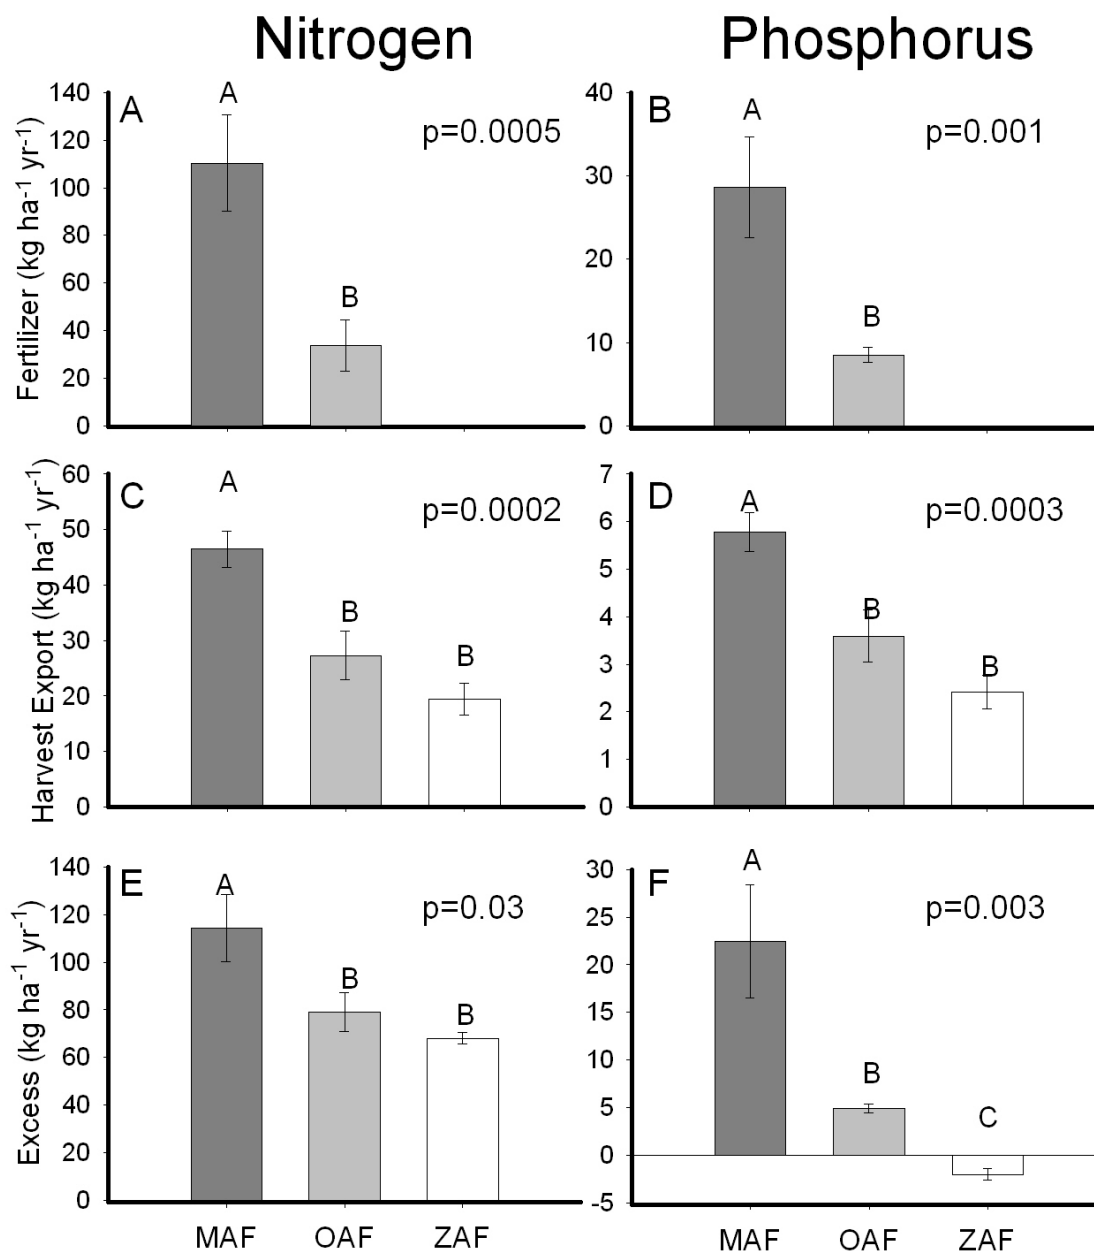 Nitrogen
Phosphorus
Fertilizer (kg ha⁻¹ yr⁻¹)
140
120
100
80
60
40
20
0
A
A
B
p=0.0005
40
30
20
10
0
B
A
B
p=0.001
Harvest Export (kg ha⁻¹ yr⁻¹)
60
50
40
30
20
10
0
C
A
B
B
p=0.0002
7
6
5
4
3
2
1
0
D
A
B
B
p=0.0003
Excess (kg ha⁻¹ yr⁻¹)
140
120
100
80
60
40
20
0
E
A
B
B
p=0.03
MAF OAF ZAF
30
25
20
15
10
5
0
-5
F
A
B
C
p=0.003
MAF OAF ZAF